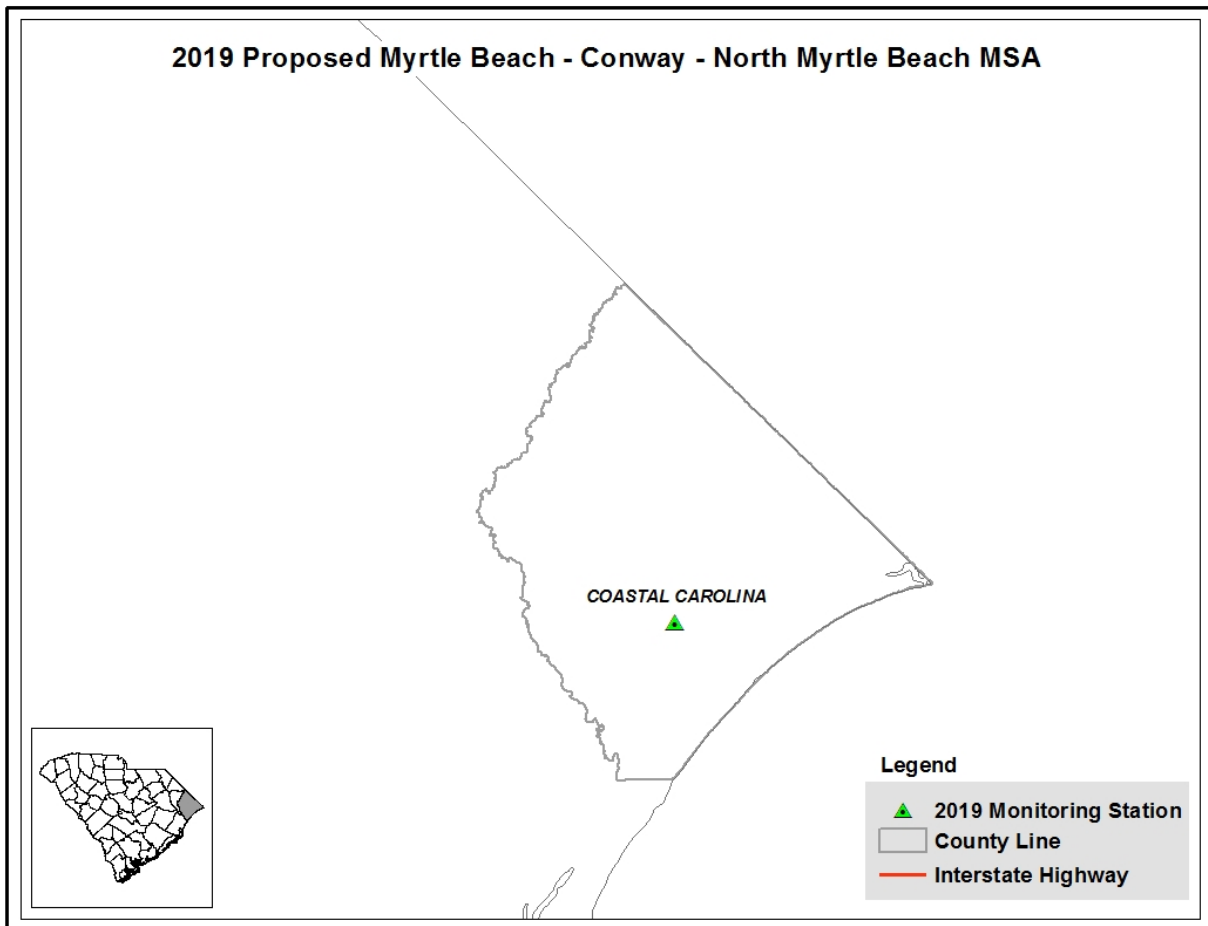 2019 Proposed Myrtle Beach - Conway - North Myrtle Beach MSA
COASTAL CAROLINA
Legend
2019 Monitoring Station
County Line
Interstate Highway